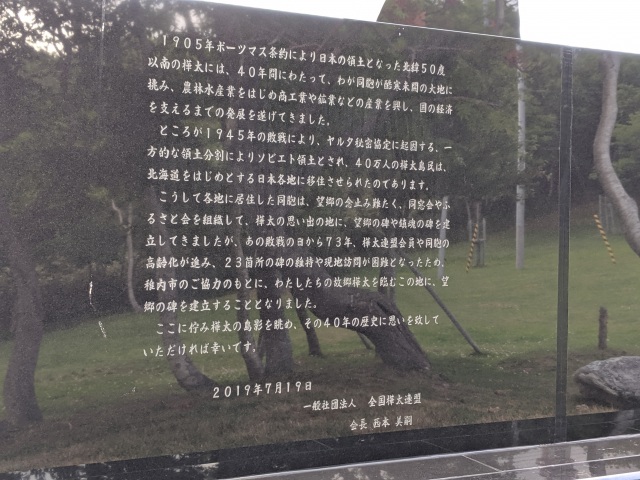 １９０５年ポーツマス条約により日本の領土となった北緯５０度
以南の樺太には、４０年間にわたって、わが同胞が酷寒未開の大地に
挑み、農林水産業をはじめ商工業や鉱業などの産業を興し、国の経済
を支えるまでの発展を遂げてきました。
ところが１９４５年の敗戦により、ヤルタ秘密協定に起因する、一
方的な領土分割によりソビエト領土とされ、４０万人の樺太島民は、
北海道をはじめとする日本各地に移住させられたのであります。
こうして各地に居住した同胞は、望郷の念止み難たく、同窓会やふ
るさと会を組織して、樺太の思い出の地に、望郷の碑や鎮魂の碑を建
立してきましたが、あの敗戦の日から７３年、樺太連盟会員や同胞の
高齢化が進み、２３箇所の碑の維持や現地訪問が困難となったため、
稚内市のご協力のもとに、わたしたちの故郷樺太を臨むこの地に、望
郷の碑を建立することとなりました。
ここに佇み樺太の島影を眺め、その４０年の歴史に思いを致して
いただければ幸いです。
２０１９年７月１９日
一般社団法人　全国樺太連盟
会長 西本 美嗣